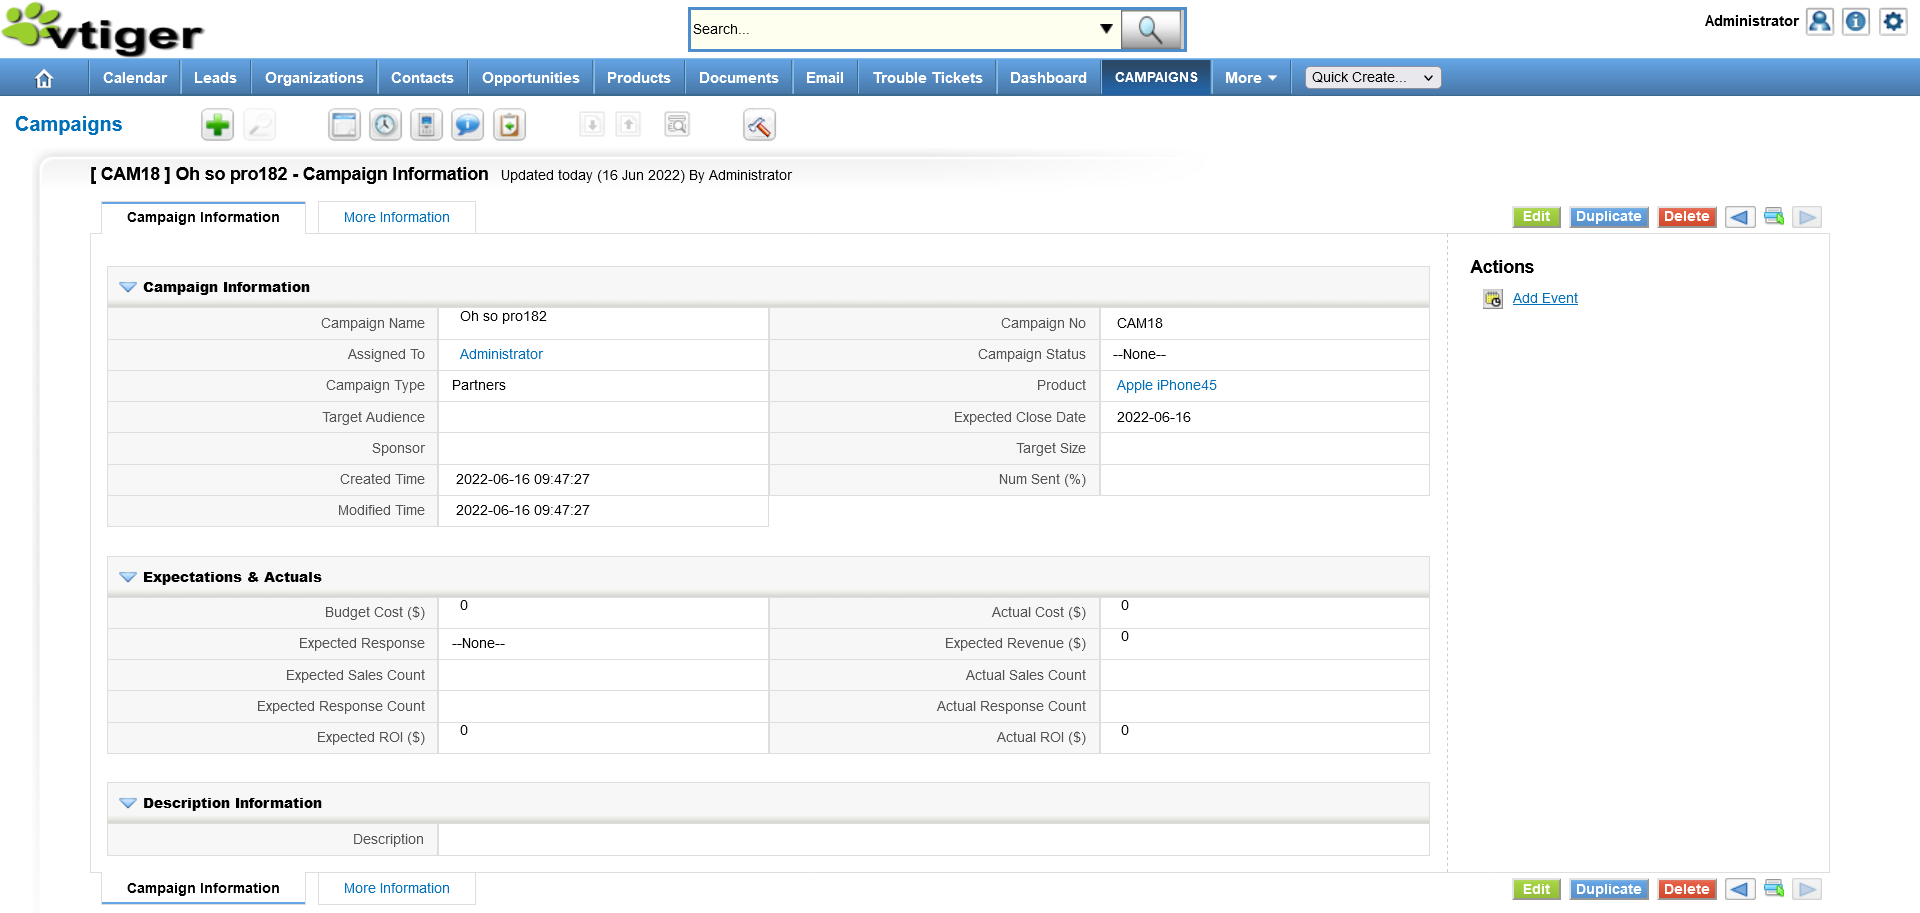 vtiger
Search...
Administrator
Calendar Leads Organizations Contacts Opportunities Products Documents Email Trouble Tickets Dashboard CAMPAIGNS More Quick Create...
Campaigns
[ CAM18 ] Oh so pro182 - Campaign Information Updated today (16 Jun 2022) By Administrator
Campaign Information More Information Edit Duplicate Delete
Actions
Add Event
Campaign Information
Campaign Name Oh so pro182 Campaign No CAM18
Assigned To Administrator Campaign Status --None--
Campaign Type Partners Product Apple iPhone45
Target Audience Expected Close Date 2022-06-16
Sponsor Target Size
Created Time 2022-06-16 09:47:27 Num Sent (%)
Modified Time 2022-06-16 09:47:27
Expectations & Actuals
Budget Cost ($) 0 Actual Cost ($) 0
Expected Response --None-- Expected Revenue ($) 0
Expected Sales Count Actual Sales Count
Expected Response Count Actual Response Count
Expected ROI ($) 0 Actual ROI ($) 0
Description Information
Description
Campaign Information More Information Edit Duplicate Delete